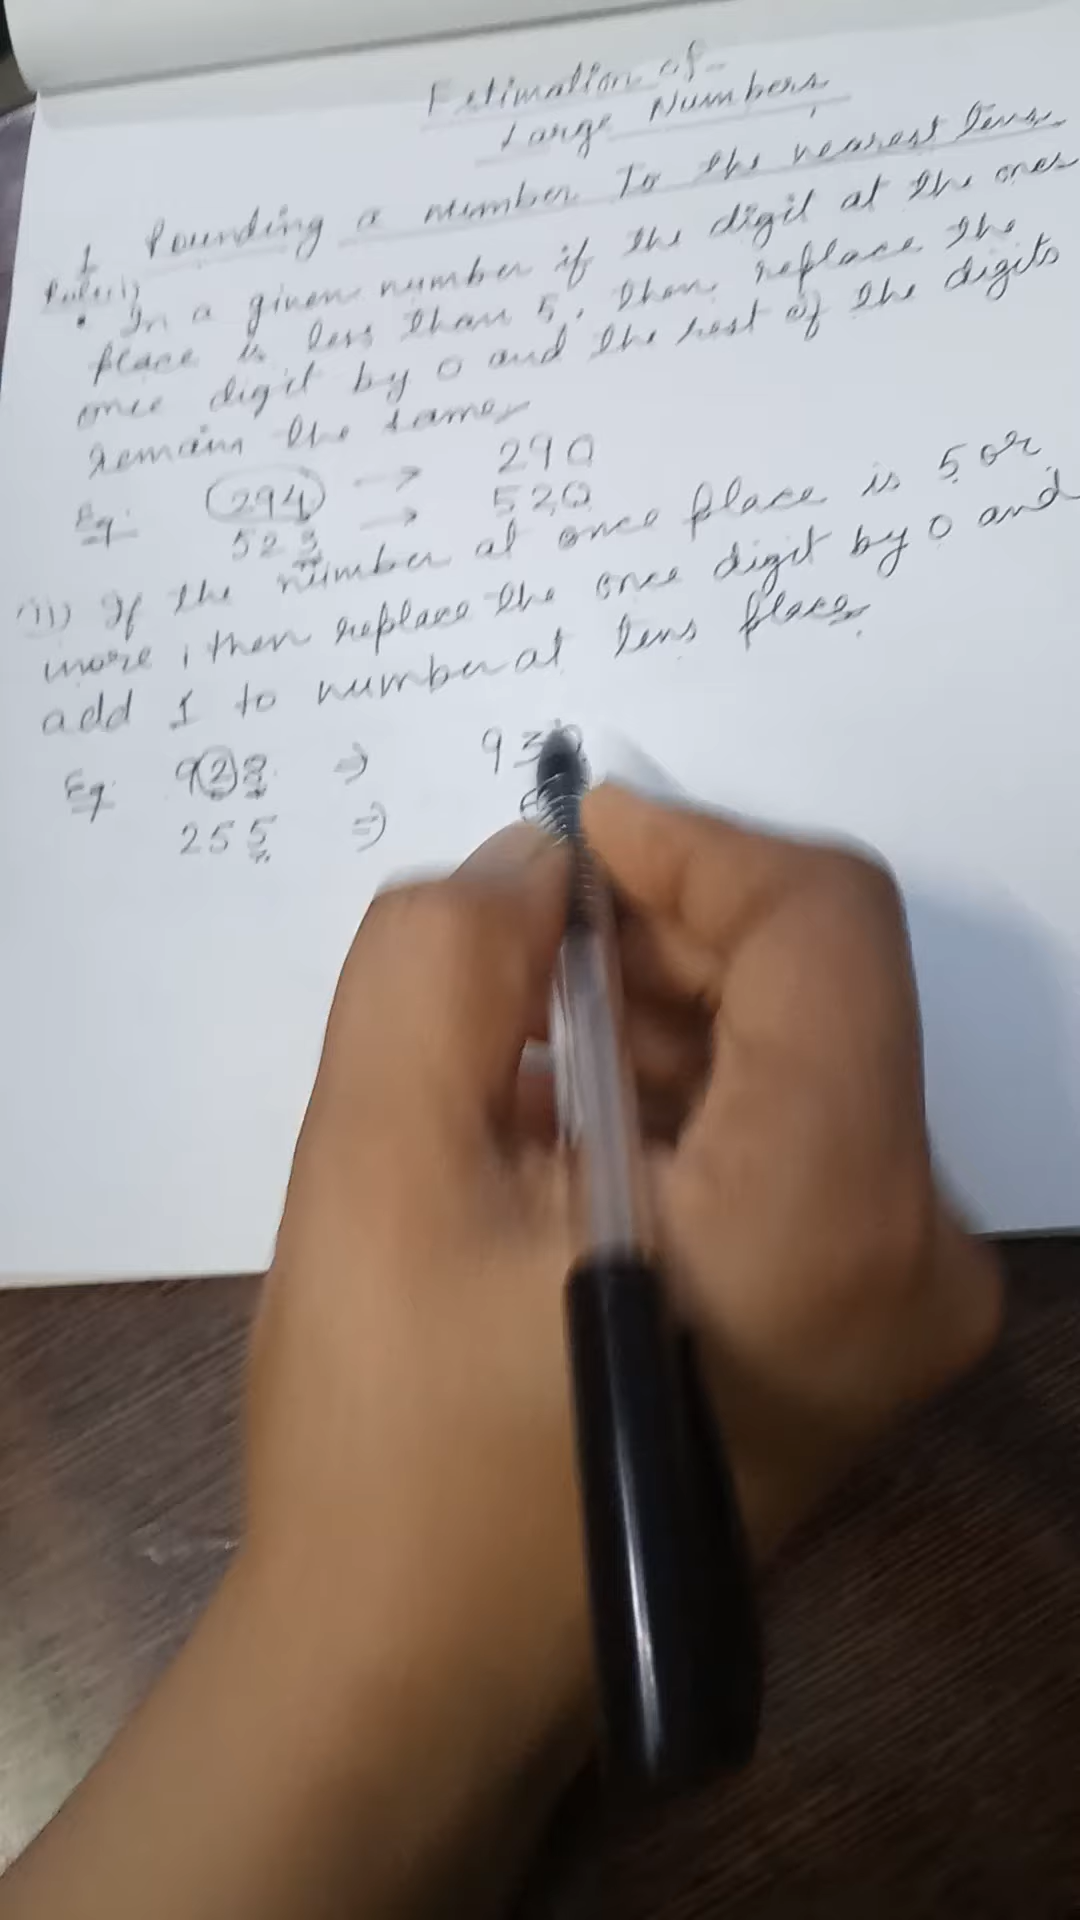 Estimation of
Large Numbers
1 Rounding a number To the nearest tens
Rule:i)
• In a given number if the digit at the ones
place is less than 5, then replace the
once digit by 0 and the rest of the digits
remain the same
Eg: 294 → 290
523 → 520
ii) If the number at once place is 5 or
more, then replace the once digit by 0 and
add 1 to number at tens place
Eg: 928 ⇒ 930
255 ⇒